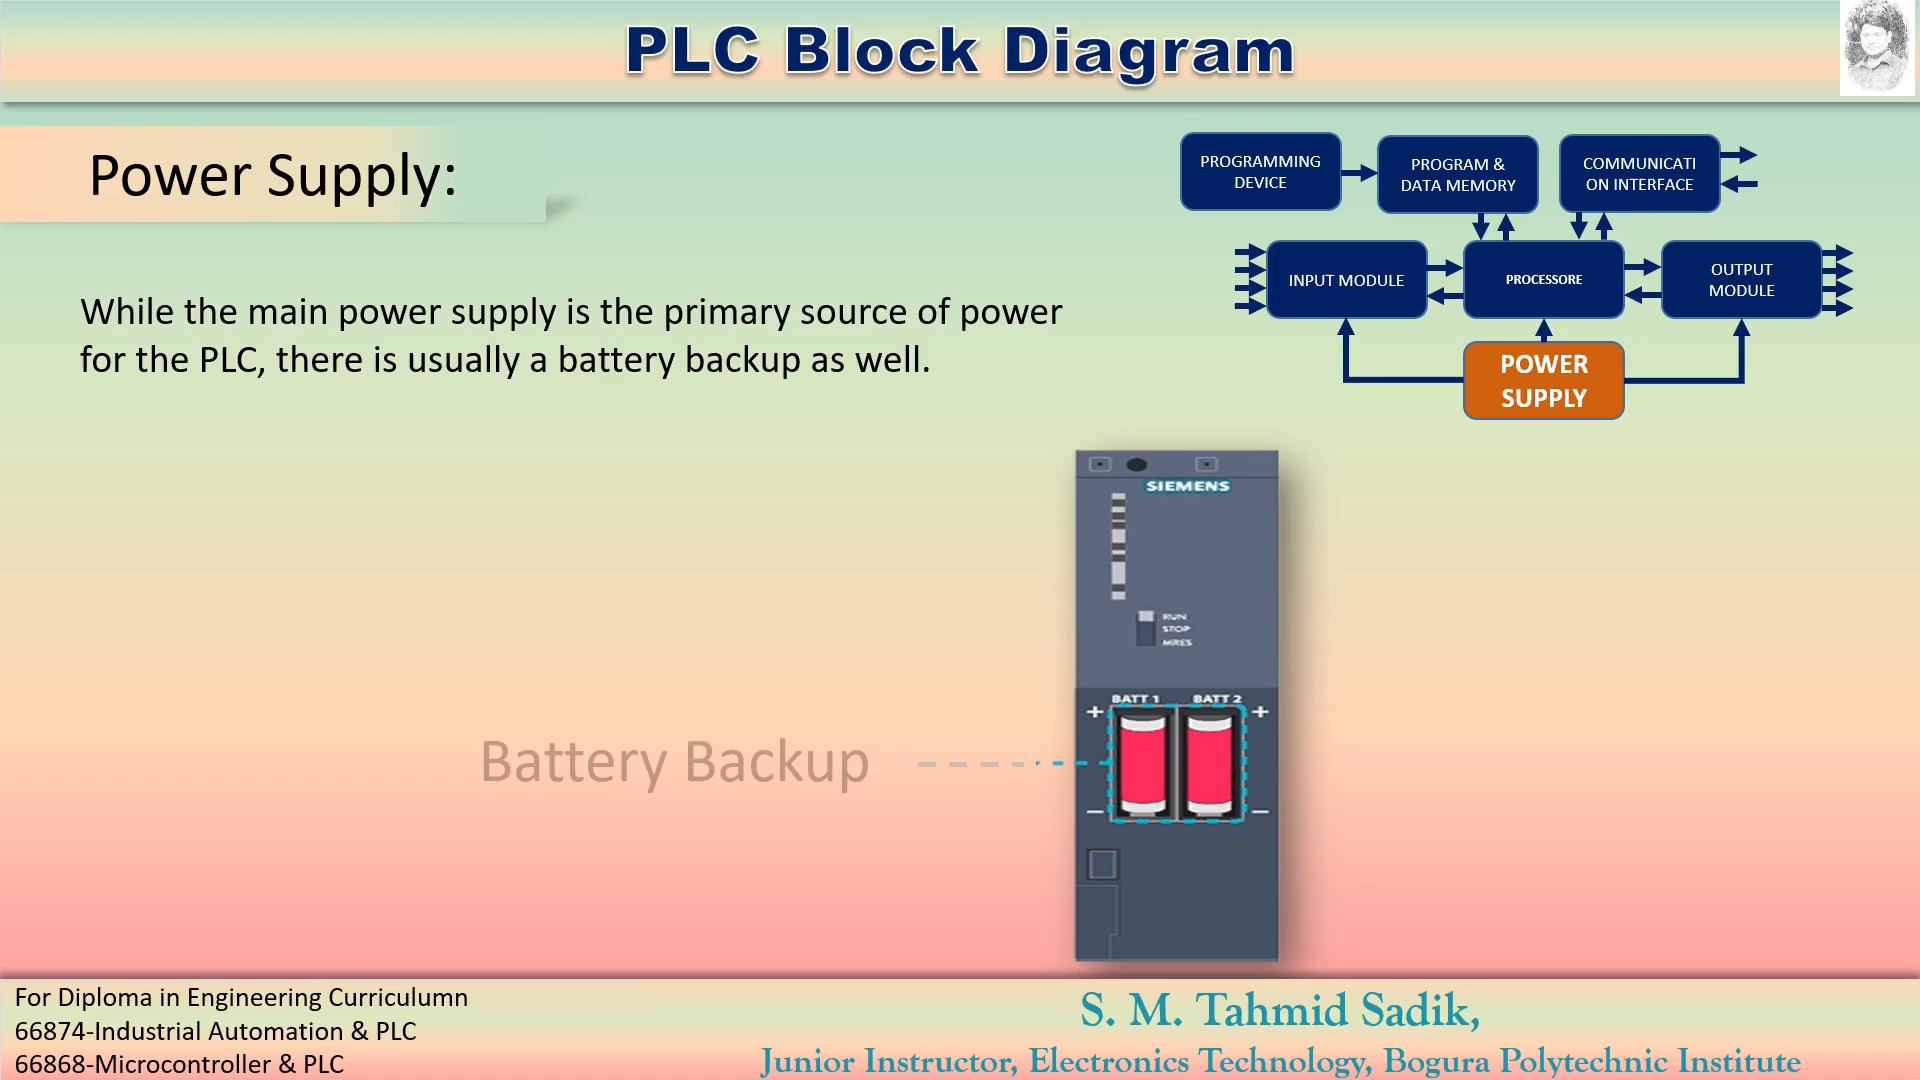 PLC Block Diagram
Power Supply:
While the main power supply is the primary source of power
for the PLC, there is usually a battery backup as well.
PROGRAMMING
DEVICE
PROGRAM &
DATA MEMORY
COMMUNICATI
ON INTERFACE
INPUT MODULE
PROCESSORE
OUTPUT
MODULE
POWER
SUPPLY
SIEMENS
RUN
STOP
MRES
BATT 1 BATT 2
+ +
Battery Backup
− −
For Diploma in Engineering Curriculumn
66874-Industrial Automation & PLC
66868-Microcontroller & PLC
S. M. Tahmid Sadik,
Junior Instructor, Electronics Technology, Bogura Polytechnic Institute